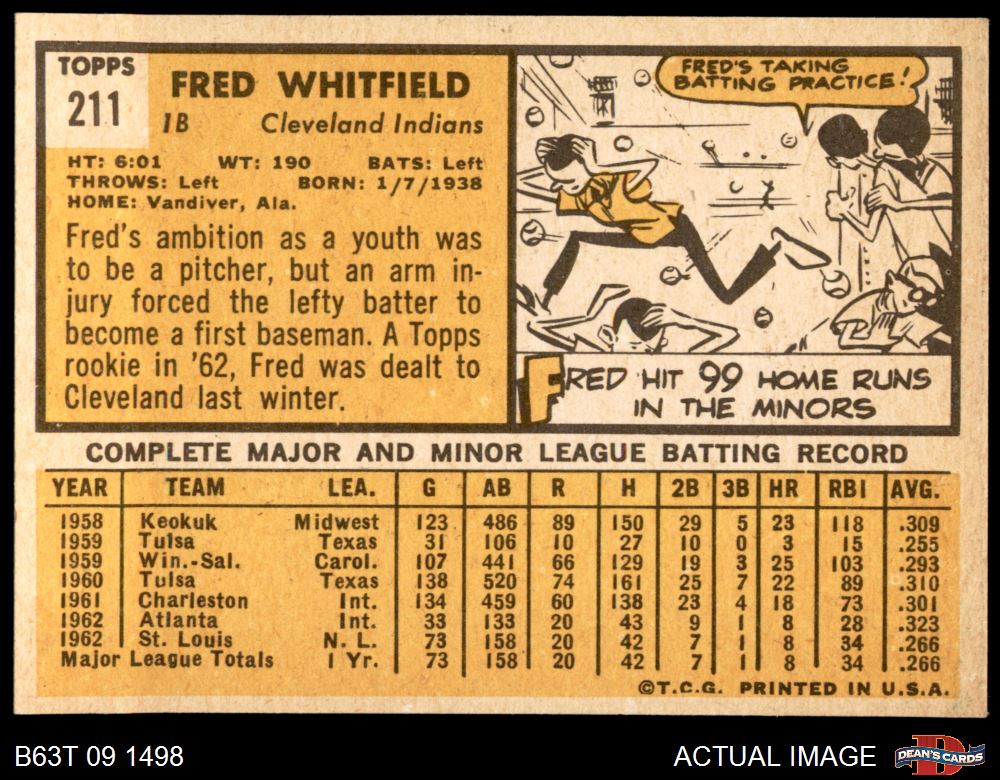 TOPPS
211
FRED WHITFIELD
1B Cleveland Indians
HT: 6:01 WT: 190 BATS: Left
THROWS: Left BORN: 1/7/1938
HOME: Vandiver, Ala.
Fred's ambition as a youth was
to be a pitcher, but an arm in-
jury forced the lefty batter to
become a first baseman. A Topps
rookie in '62, Fred was dealt to
Cleveland last winter.
FRED'S TAKING
BATTING PRACTICE!
FRED HIT 99 HOME RUNS
IN THE MINORS
COMPLETE MAJOR AND MINOR LEAGUE BATTING RECORD
YEAR TEAM LEA. G AB R H 2B 3B HR RBI AVG.
1958 Keokuk Midwest 123 486 89 150 29 5 23 118 .309
1959 Tulsa Texas 31 106 10 27 10 0 3 15 .255
1959 Win.-Sal. Carol. 107 441 66 129 19 3 25 103 .293
1960 Tulsa Texas 138 520 74 161 25 7 22 89 .310
1961 Charleston Int. 134 459 60 138 23 4 18 73 .301
1962 Atlanta Int. 33 133 20 43 9 1 8 28 .323
1962 St. Louis N. L. 73 158 20 42 7 1 8 34 .266
Major League Totals 1 Yr. 73 158 20 42 7 1 8 34 .266
©T.C.G. PRINTED IN U.S.A.
B63T 09 1498
ACTUAL IMAGE
D
DEAN'S CARDS